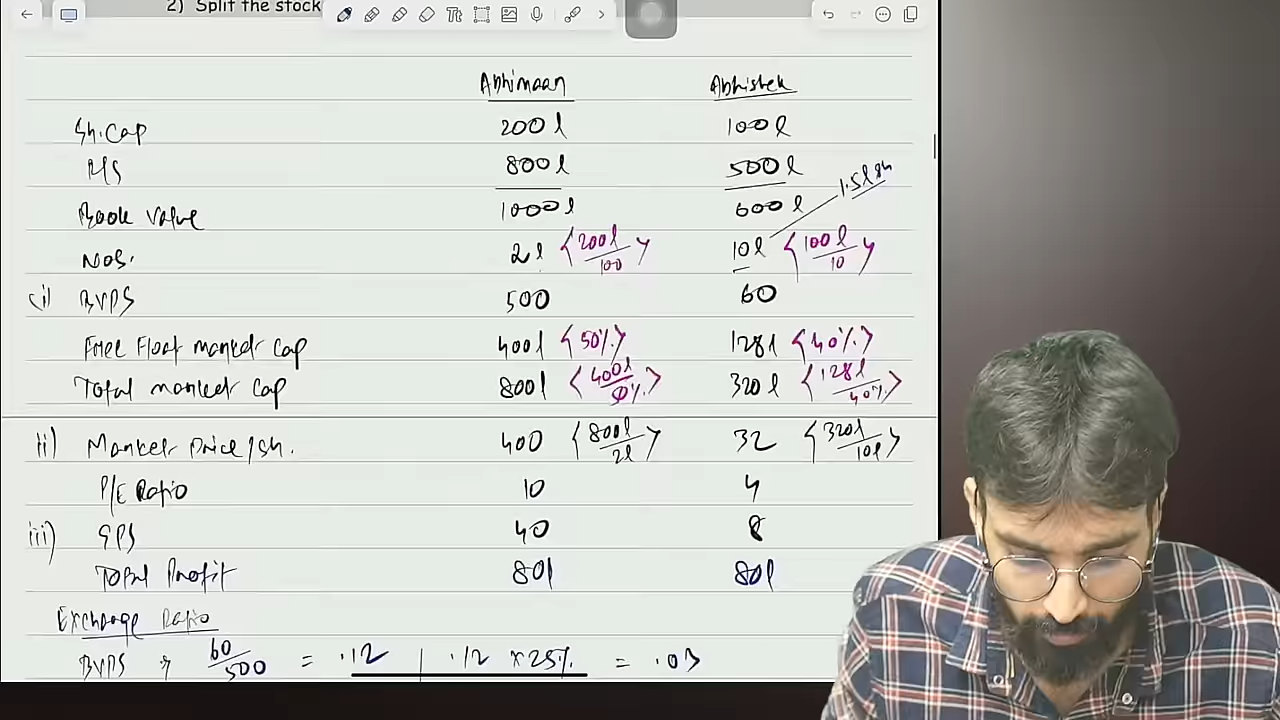 2) Split the stock
Abhimaan Abhishek
Sh.Cap 200 l 100 l
R/S 800 l 500 l
1.5 l sh
Book Value 1000 l 600 l
NOS. 2 l <200 l/100> 10 l <100 l/10>
(i) BVPS 500 60
Free Float market cap 400 l <50%> 128 l <40%>
Total market cap 800 l <400 l/50%> 320 l <128 l/40%>
ii) Market price/sh. 400 <800 l/2 l> 32 <320 l/10 l>
P/E Ratio 10 4
iii) EPS 40 8
Total Profit 80 l 80 l
Exchange Ratio
BVPS → 60/500 = .12 | .12 x 25% = .03